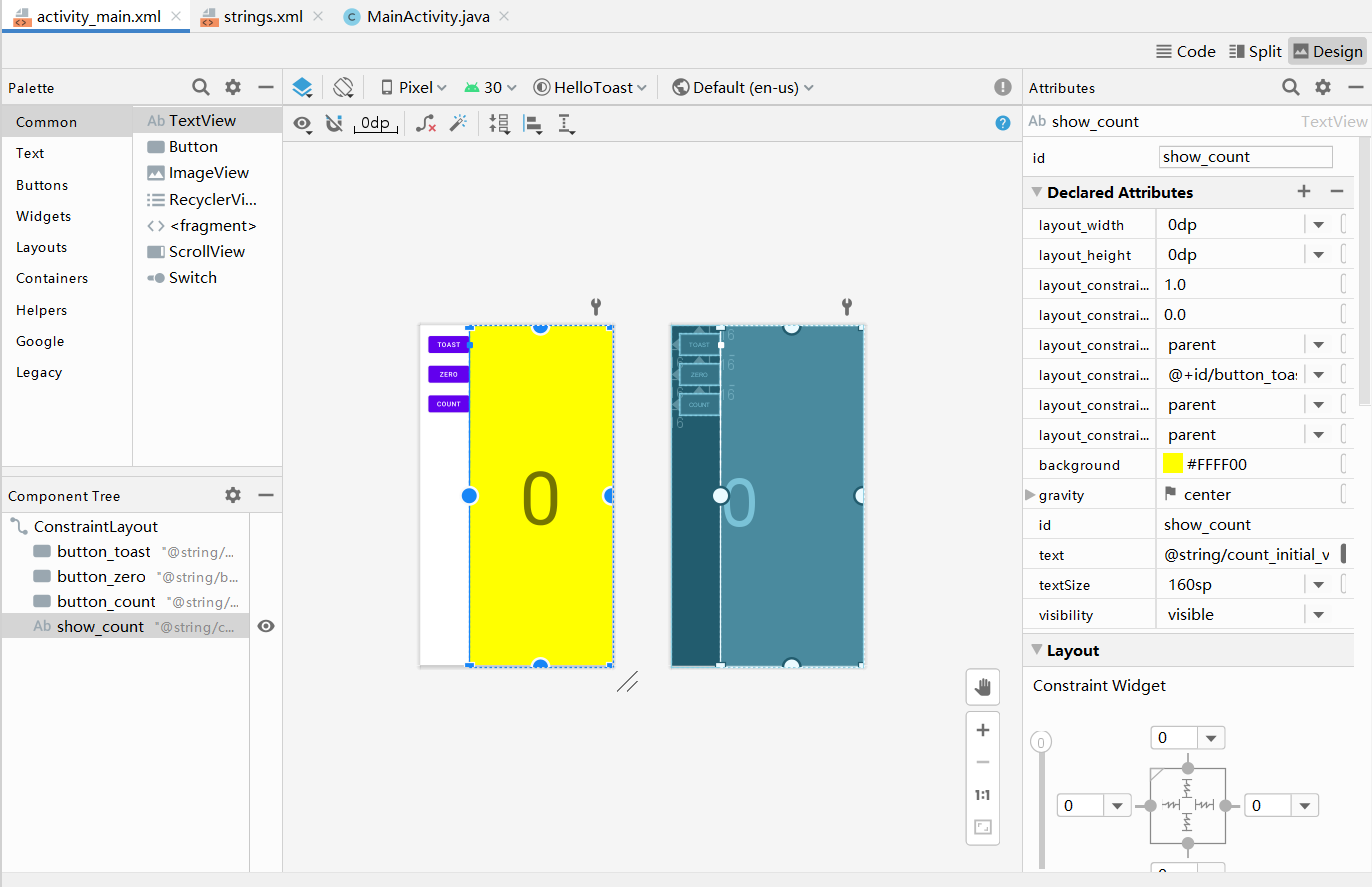 activity_main.xml
strings.xml
C MainActivity.java
Code Split Design
Palette
Pixel 30 HelloToast Default (en-us)
Attributes
Common
Text
Buttons
Widgets
Layouts
Containers
Helpers
Google
Legacy
Ab TextView
Button
ImageView
RecyclerVi...
<fragment>
ScrollView
Switch
0dp
?
Ab show_count TextView
id show_count
Declared Attributes
layout_width 0dp
layout_height 0dp
layout_constrai... 1.0
layout_constrai... 0.0
layout_constrai... parent
layout_constrai... @+id/button_toa
layout_constrai... parent
layout_constrai... parent
background #FFFF00
gravity center
id show_count
text @string/count_initial_v
textSize 160sp
visibility visible
Layout
Constraint Widget
0
0
0
0
TOAST
ZERO
COUNT
0
TOAST
ZERO
COUNT
16
16
16
16
0
1:1
Component Tree
ConstraintLayout
button_toast "@string/...
button_zero "@string/b...
button_count "@string/...
Ab show_count "@string/c...